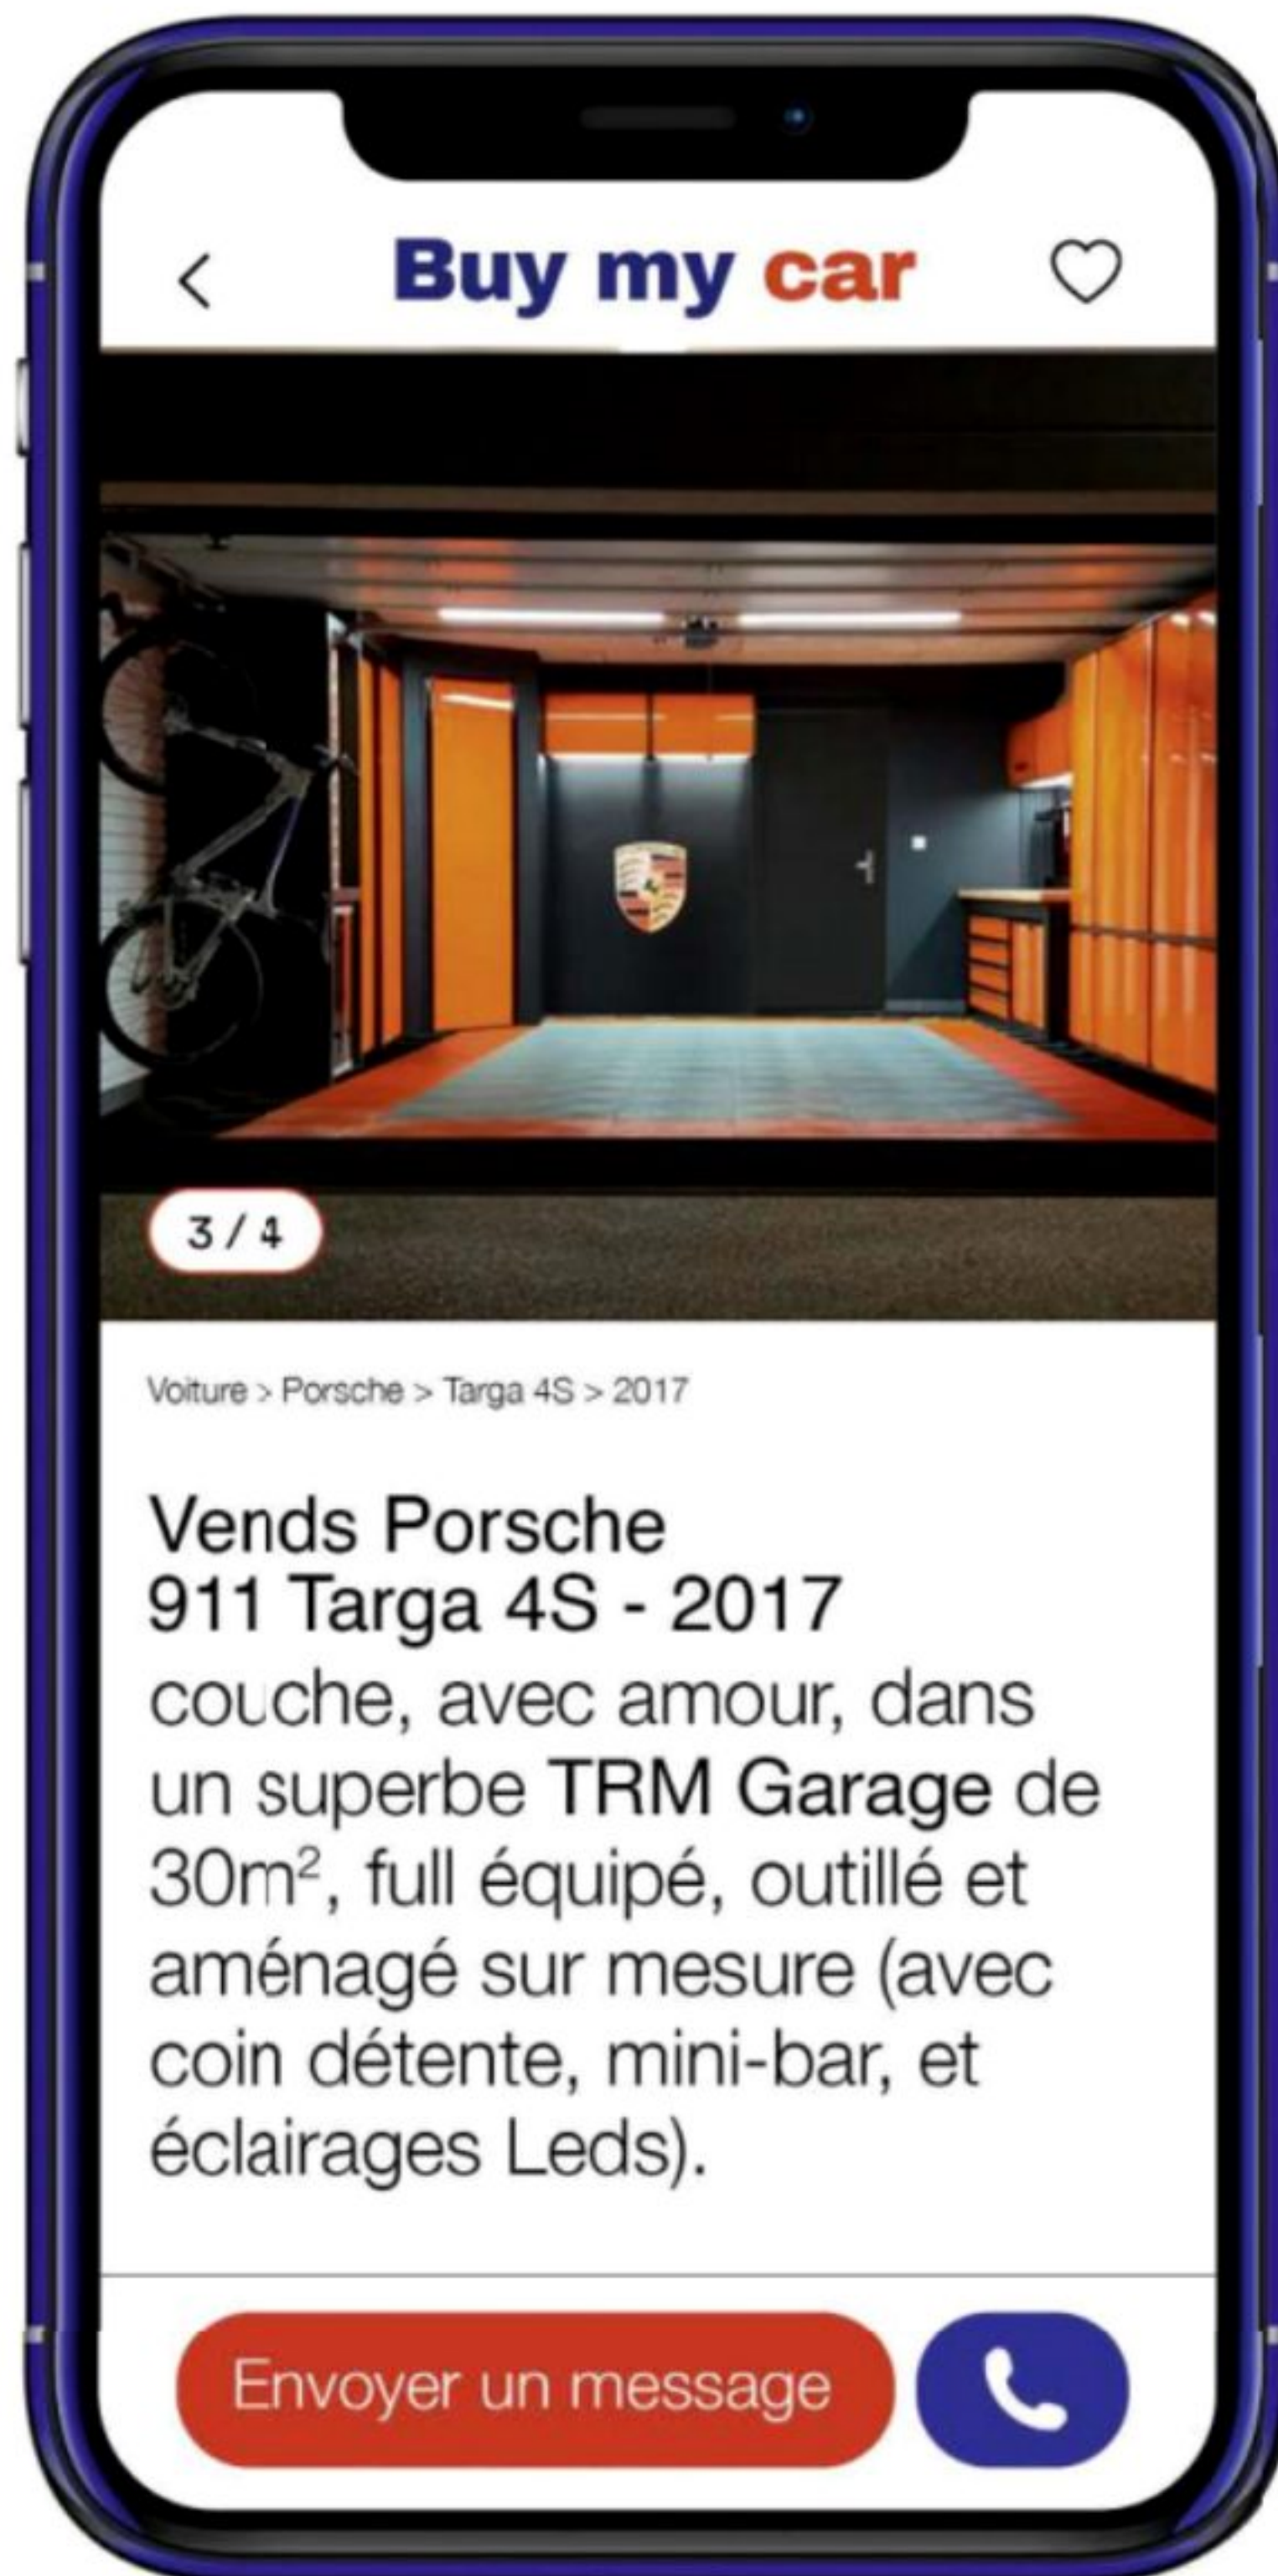 Buy my car
3 / 4
Voiture > Porsche > Targa 4S > 2017
Vends Porsche
911 Targa 4S - 2017
couche, avec amour, dans
un superbe TRM Garage de
30m², full équipé, outillé et
aménagé sur mesure (avec
coin détente, mini-bar, et
éclairages Leds).
Envoyer un message